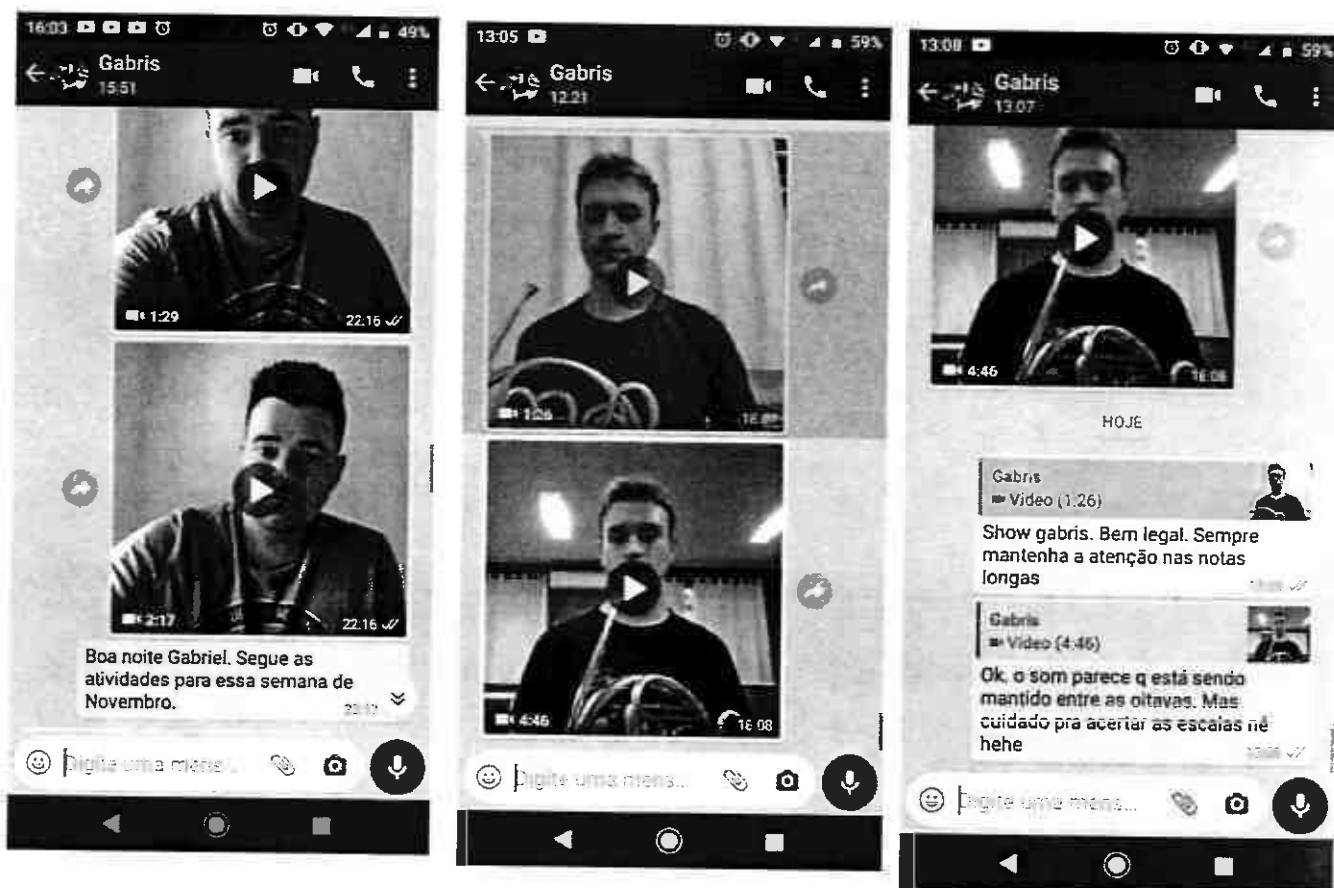 16:03 49%
Gabris
15:51
1:29 22:16
2:17 22:16
Boa noite Gabriel. Segue as
atividades para essa semana de
Novembro.
Digite uma mens...
13:05 59%
Gabris
12:21
1:26
4:46 16:08
Digite uma mens...
13:08 59%
Gabris
13:07
4:46 16:08
HOJE
Gabris
Vídeo (1:26)
Show gabris. Bem legal. Sempre
mantenha a atenção nas notas
longas
Gabris
Vídeo (4:46)
Ok, o som parece q está sendo
mantido entre as oitavas. Mas
cuidado pra acertar as escalas né
hehe
Digite uma mens...